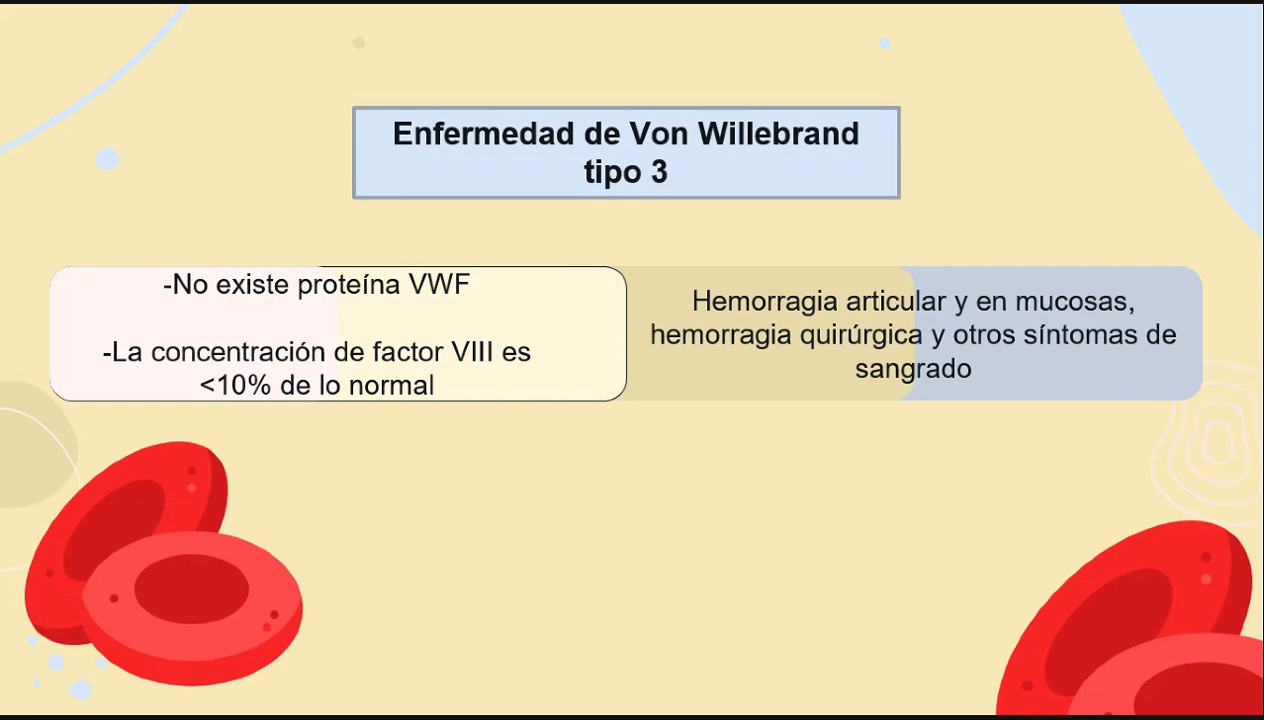 Enfermedad de Von Willebrand
tipo 3
-No existe proteína VWF
-La concentración de factor VIII es
<10% de lo normal
Hemorragia articular y en mucosas,
hemorragia quirúrgica y otros síntomas de
sangrado